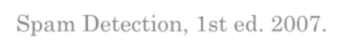 Spam Detection, 1st ed. 2007.